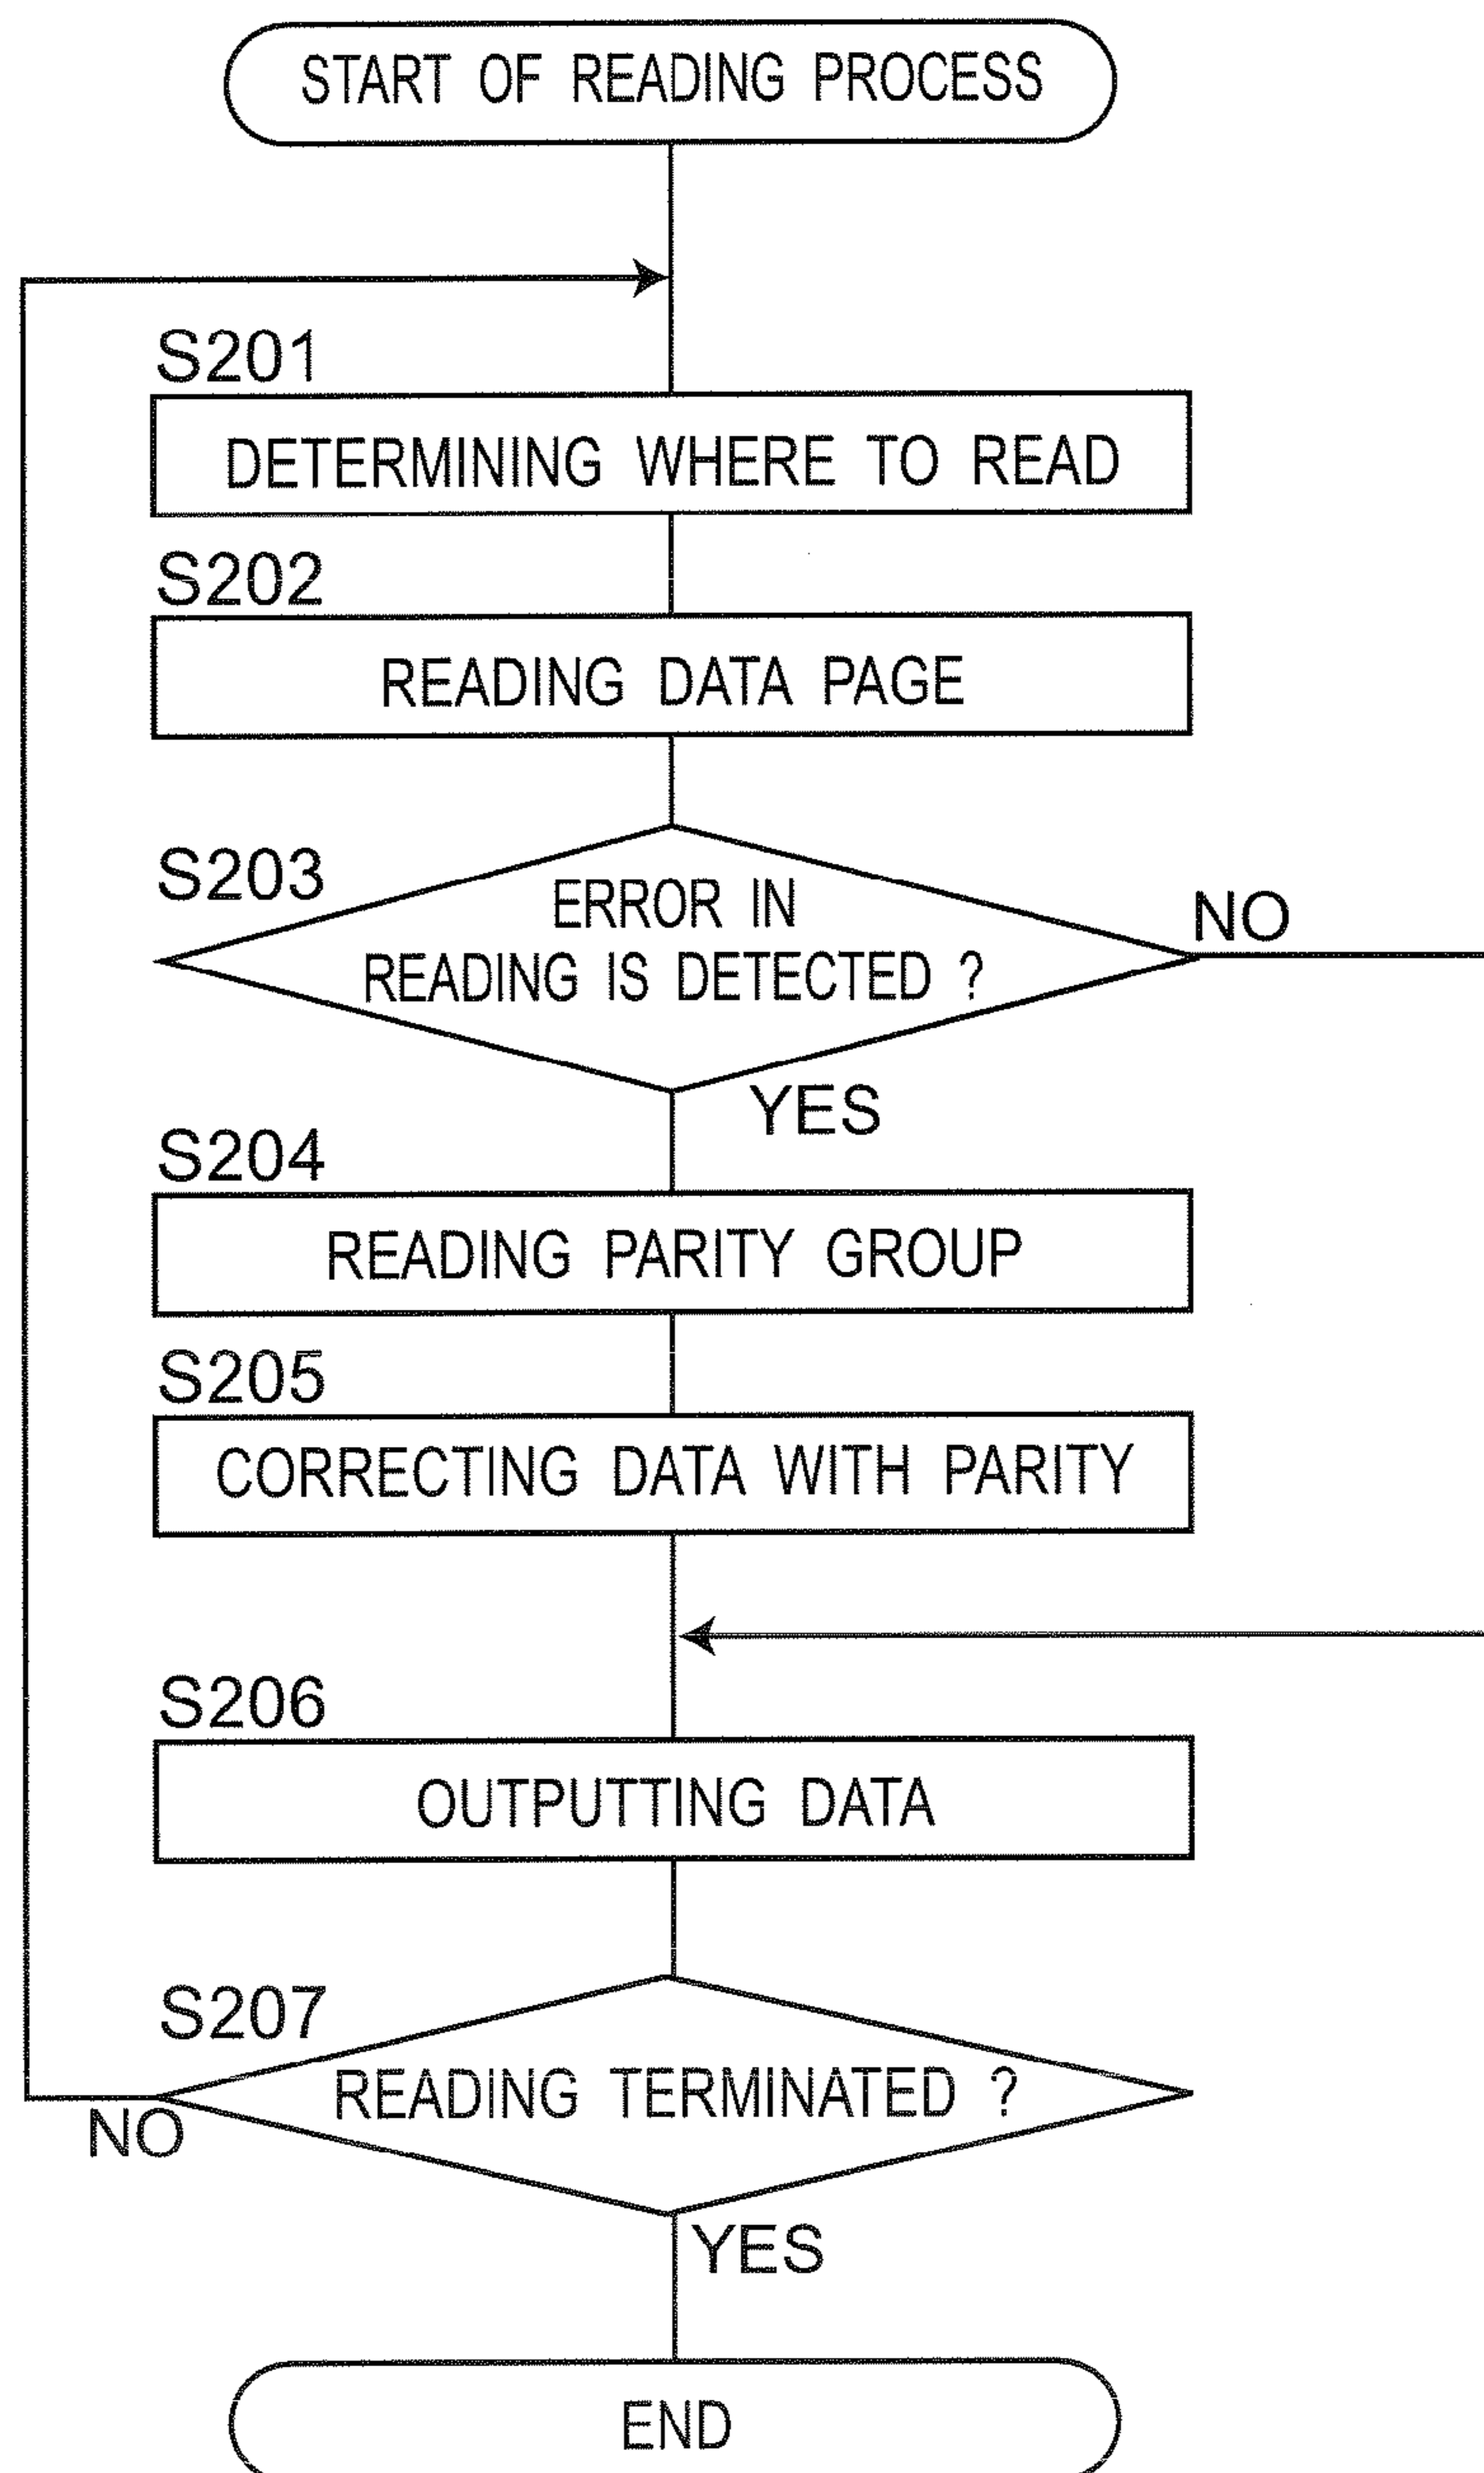 START OF READING PROCESS
S201
DETERMINING WHERE TO READ
S202
READING DATA PAGE
S203
ERROR IN
READING IS DETECTED ?
NO
YES
S204
READING PARITY GROUP
S205
CORRECTING DATA WITH PARITY
S206
OUTPUTTING DATA
S207
READING TERMINATED ?
NO
YES
END